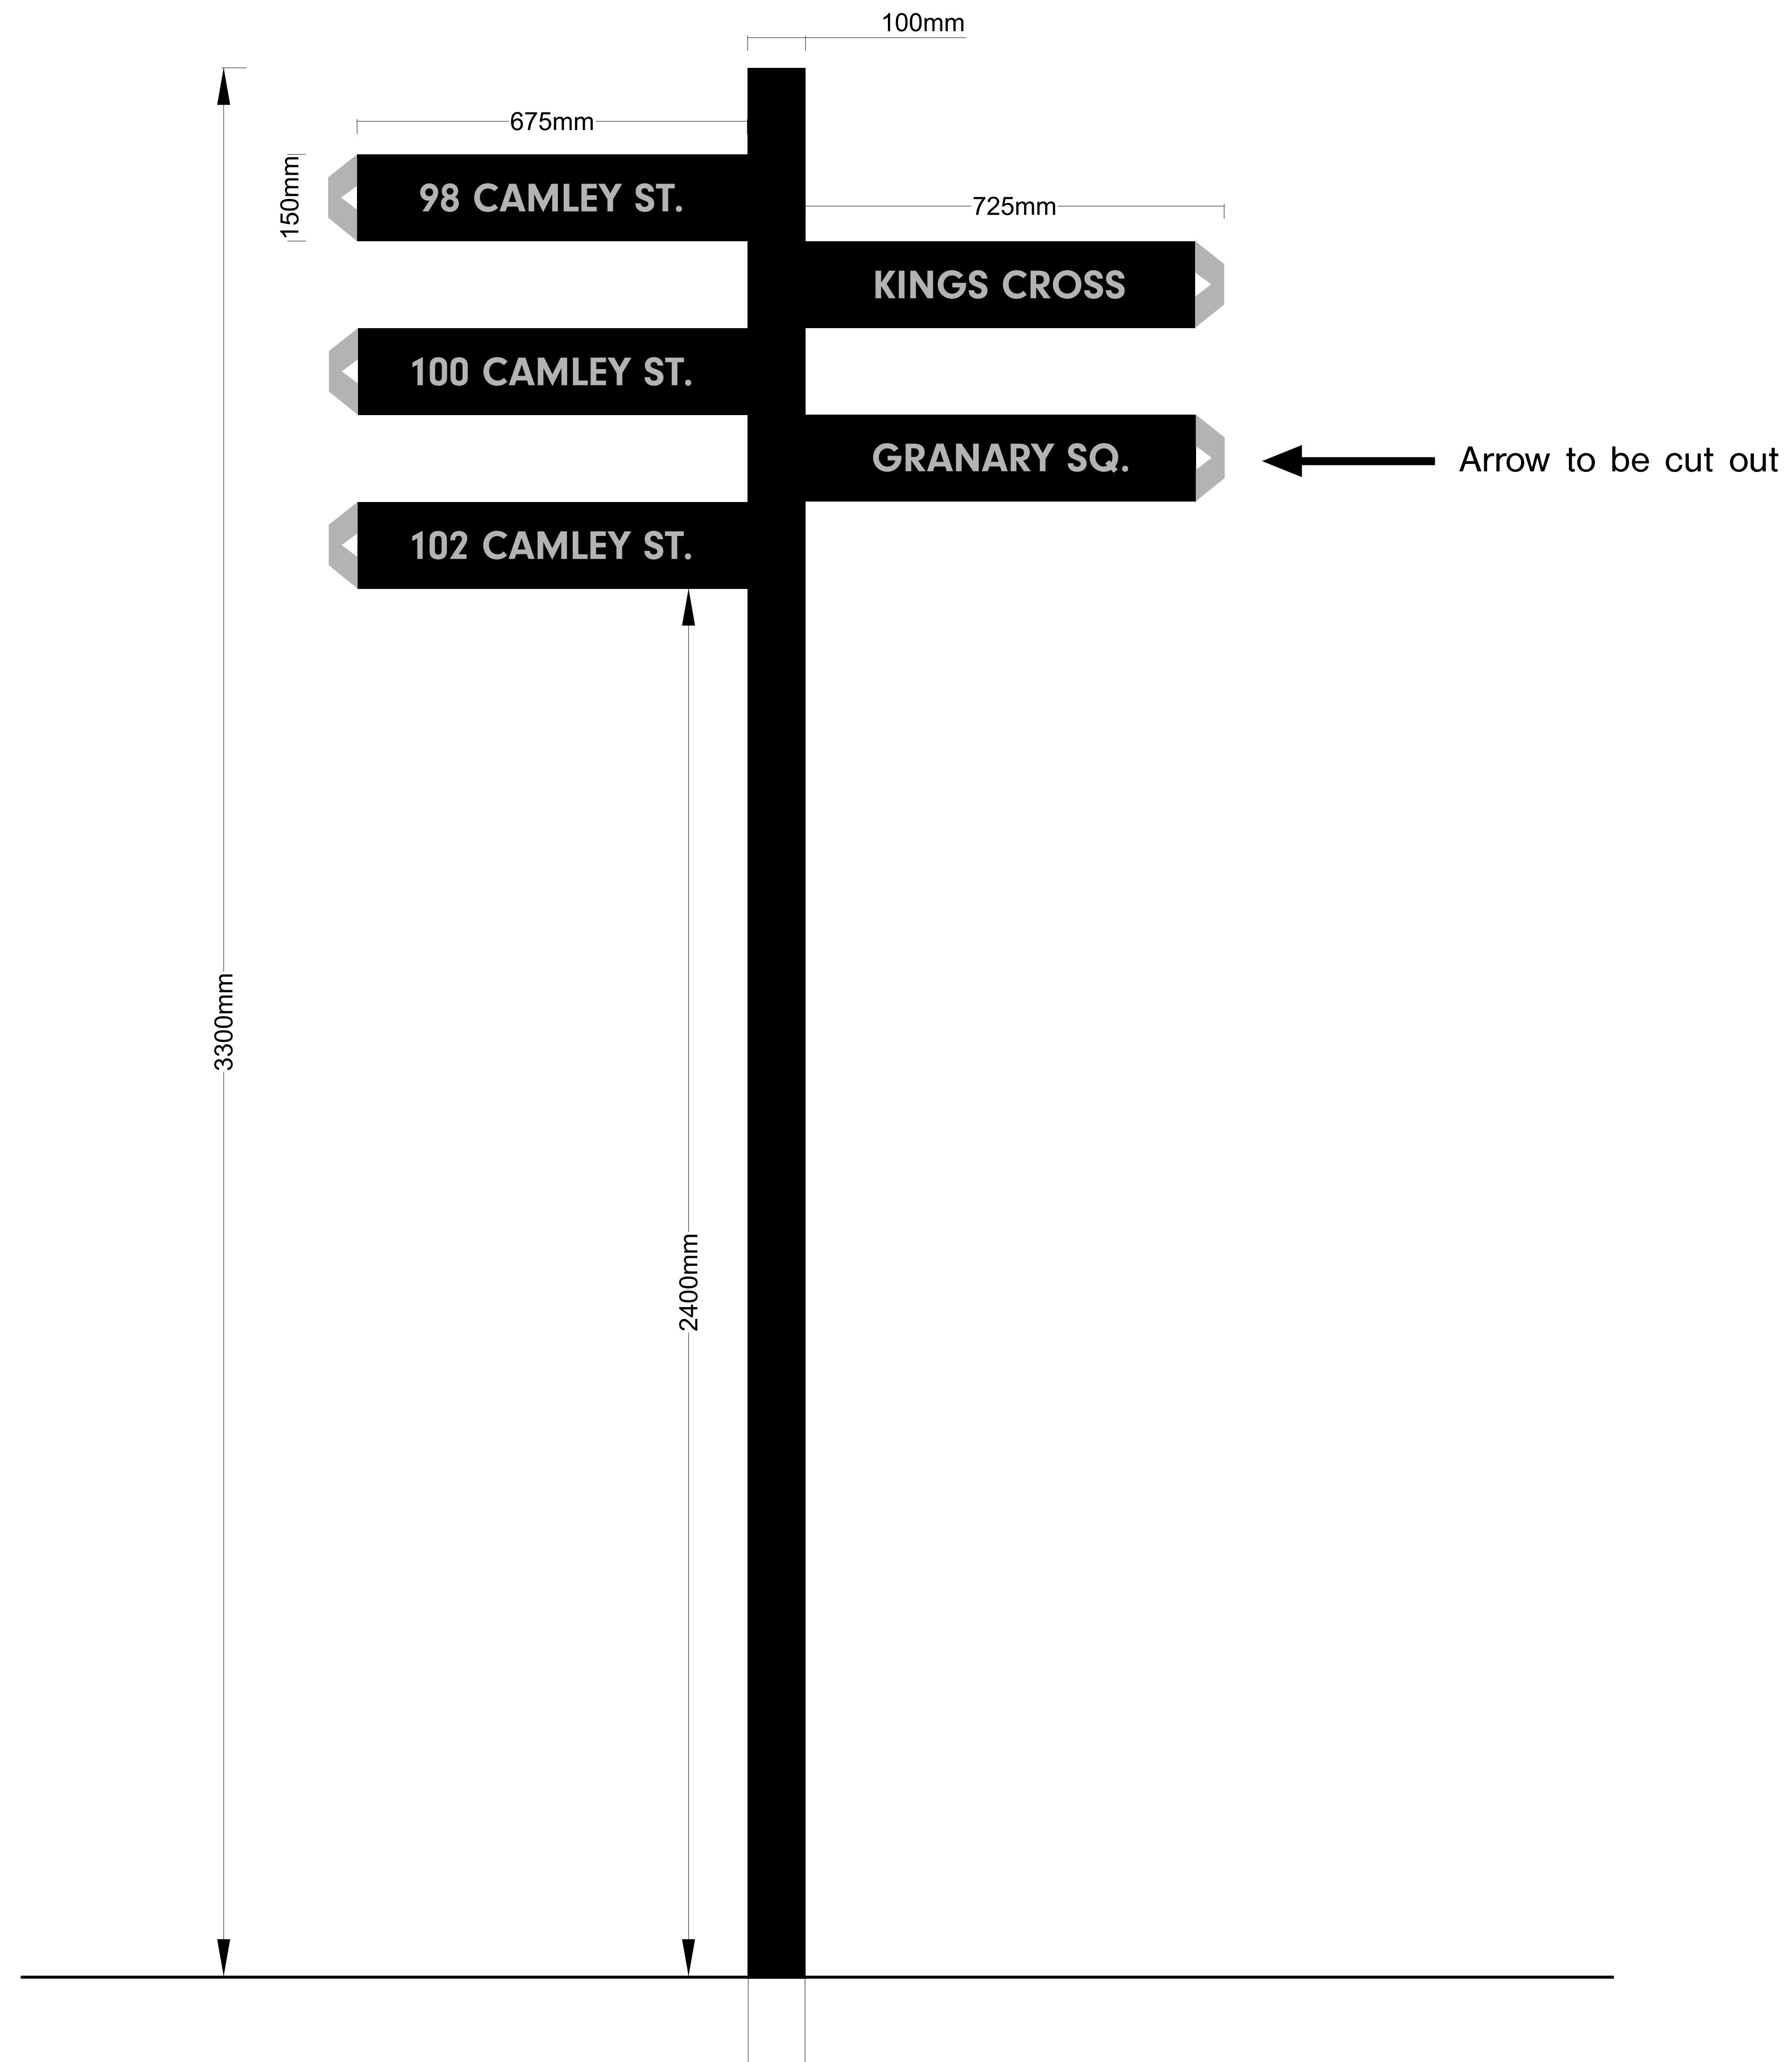 100mm
675mm
150mm
98 CAMLEY ST.
725mm
KINGS CROSS
100 CAMLEY ST.
GRANARY SQ.
Arrow to be cut out
102 CAMLEY ST.
3300mm
2400mm